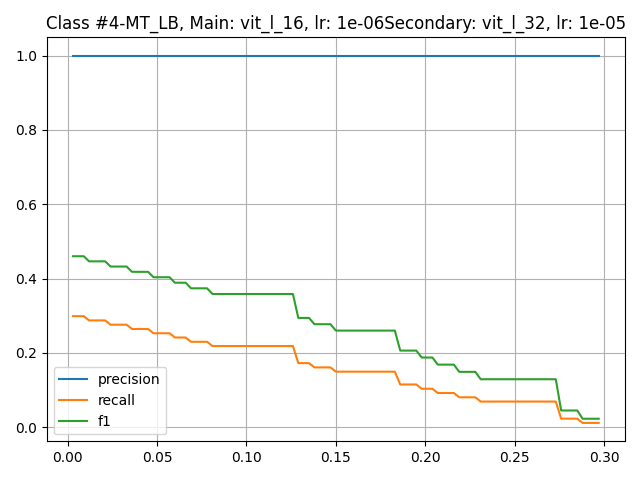 Class #4-MT_LB, Main: vit_l_16, lr: 1e-06Secondary: vit_l_32, lr: 1e-05
1.0
0.8
0.6
0.4
0.2
0.0
precision
recall
f1
0.00 0.05 0.10 0.15 0.20 0.25 0.30